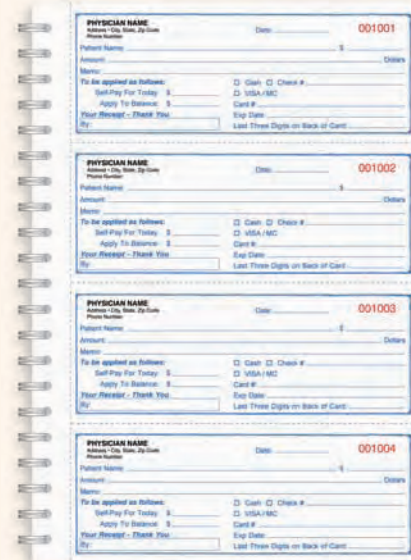 PHYSICIAN NAME
Address • City, State, Zip Code
Phone Number
Date: 001001
Patient Name $
Amount Dollars
Memo
To be applied as follows: Cash Check #
Self-Pay For Today $ VISA / MC
Apply To Balance $ Card #
Your Receipt - Thank You Exp Date
By: Last Three Digits on Back of Card
PHYSICIAN NAME
Address • City, State, Zip Code
Phone Number
Date: 001002
Patient Name $
Amount Dollars
Memo
To be applied as follows: Cash Check #
Self-Pay For Today $ VISA / MC
Apply To Balance $ Card #
Your Receipt - Thank You Exp Date
By: Last Three Digits on Back of Card
PHYSICIAN NAME
Address • City, State, Zip Code
Phone Number
Date: 001003
Patient Name $
Amount Dollars
Memo
To be applied as follows: Cash Check #
Self-Pay For Today $ VISA / MC
Apply To Balance $ Card #
Your Receipt - Thank You Exp Date
By: Last Three Digits on Back of Card
PHYSICIAN NAME
Address • City, State, Zip Code
Phone Number
Date: 001004
Patient Name $
Amount Dollars
Memo
To be applied as follows: Cash Check #
Self-Pay For Today $ VISA / MC
Apply To Balance $ Card #
Your Receipt - Thank You Exp Date
By: Last Three Digits on Back of Card